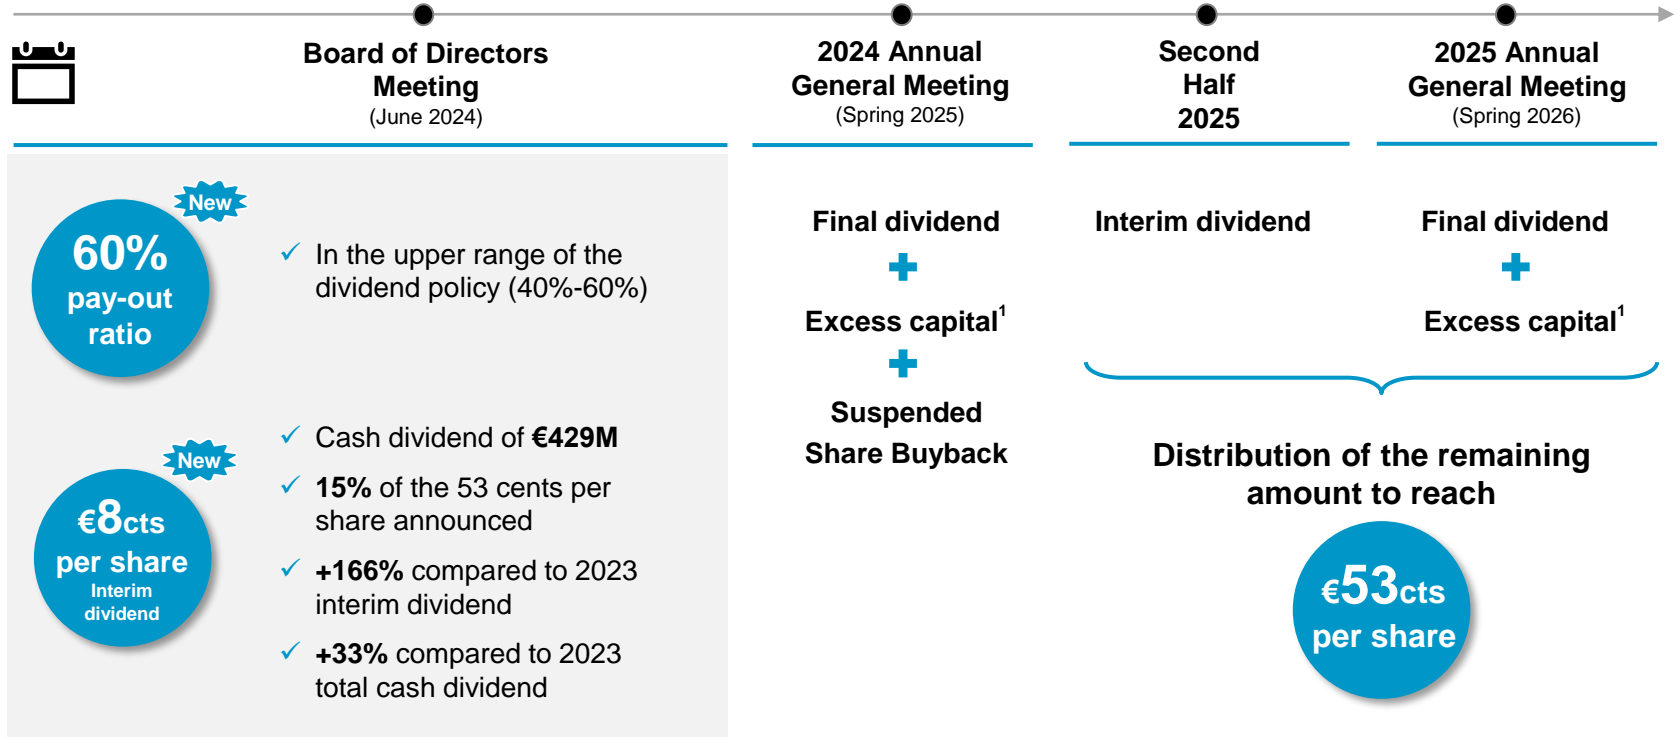 Board of Directors
Meeting
(June 2024)
2024 Annual
General Meeting
(Spring 2025)
Second
Half
2025
2025 Annual
General Meeting
(Spring 2026)
New
60%
pay-out
ratio
✓ In the upper range of the
dividend policy (40%-60%)
New
€8cts
per share
Interim
dividend
✓ Cash dividend of €429M
✓ 15% of the 53 cents per
share announced
✓ +166% compared to 2023
interim dividend
✓ +33% compared to 2023
total cash dividend
Final dividend
+
Excess capital¹
+
Suspended
Share Buyback
Interim dividend
Final dividend
+
Excess capital¹
Distribution of the remaining
amount to reach
€53cts
per share